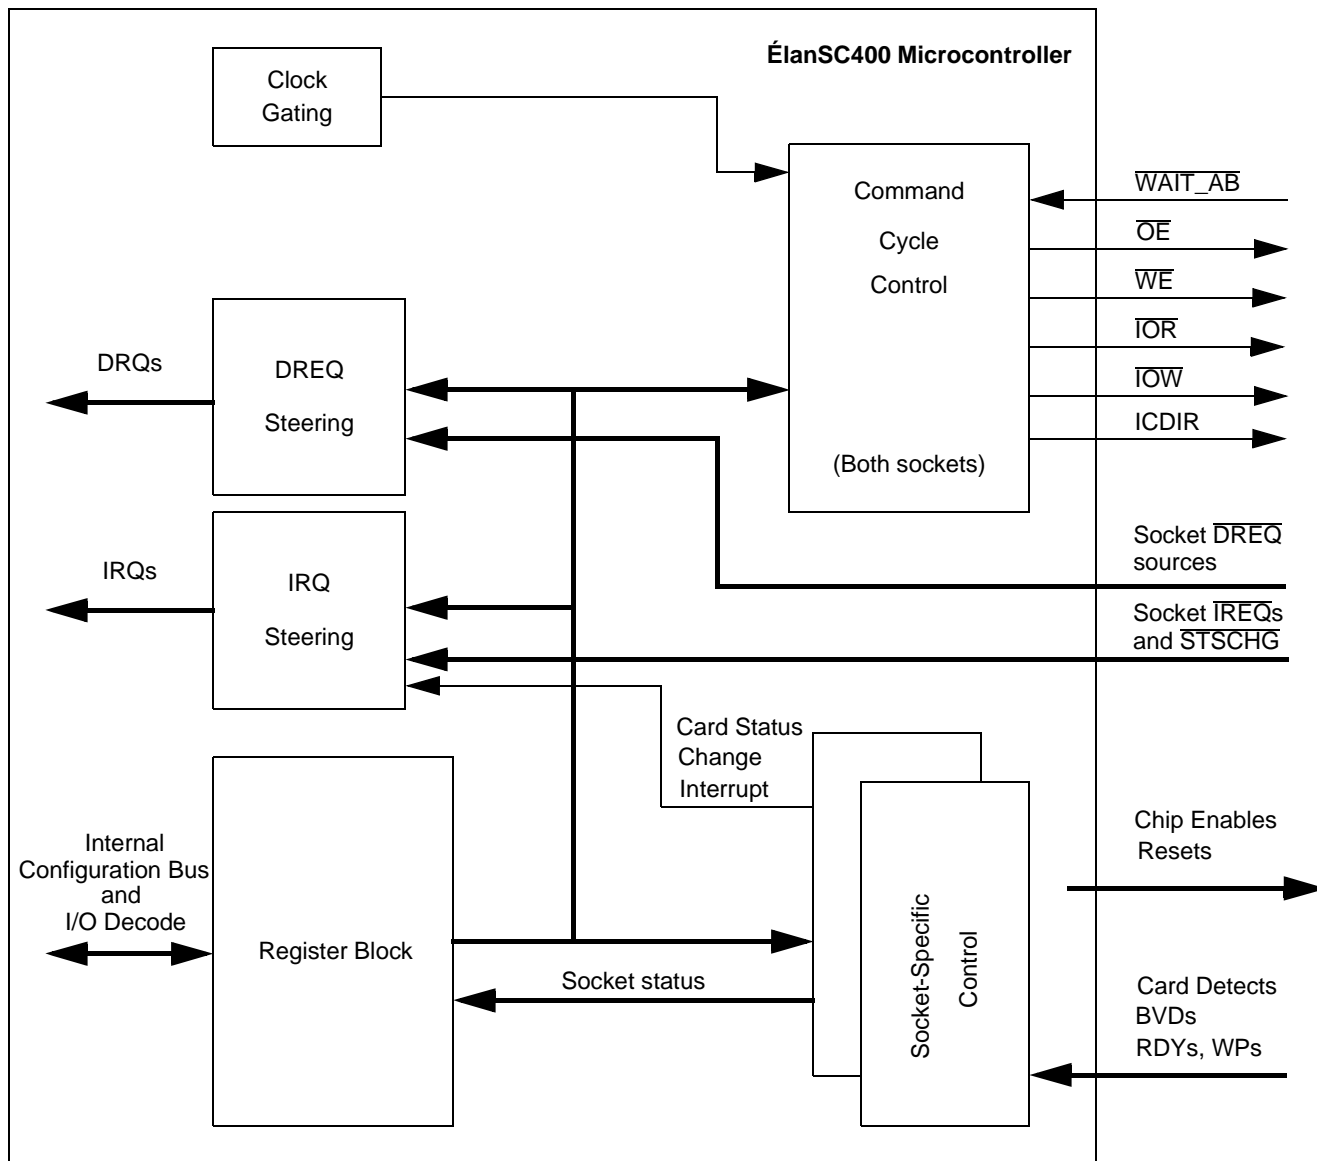 ÉlanSC400 Microcontroller
Clock
Gating
Command
Cycle
Control
(Both sockets)
WAIT_AB
OE
WE
IOR
IOW
ICDIR
DRQs
DREQ
Steering
Socket DREQ
sources
IRQs
IRQ
Steering
Socket IREQs
and STSCHG
Card Status
Change
Interrupt
Internal
Configuration Bus
and
I/O Decode
Register Block
Socket status
Socket-Specific
Control
Chip Enables
Resets
Card Detects
BVDs
RDYs, WPs